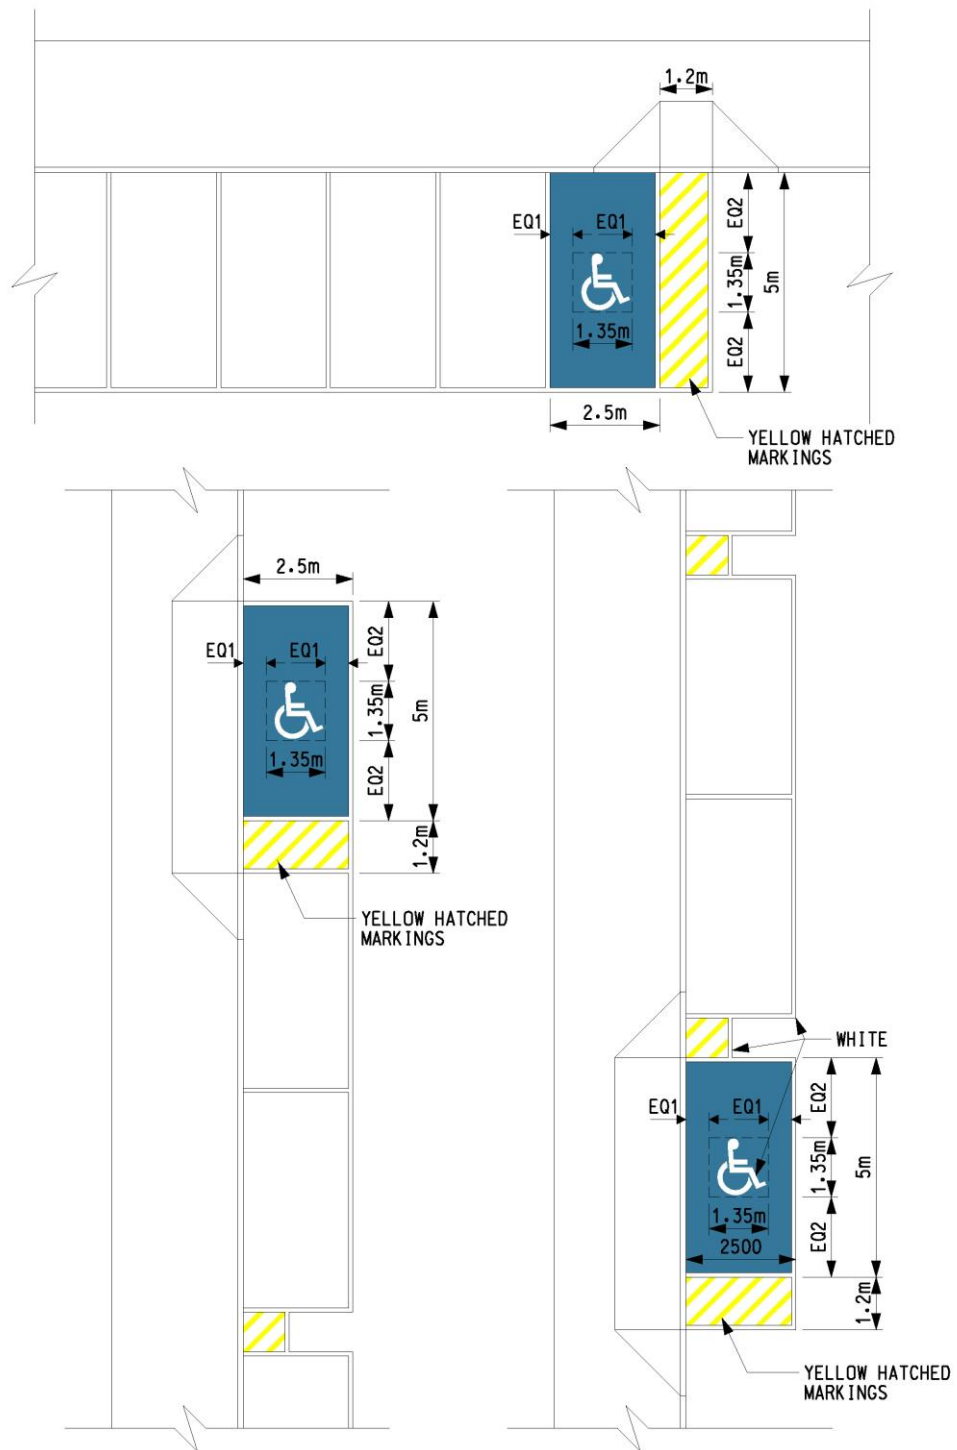 1.2m
EQ1
EQ1
EQ2
1.35m
5m
1.35m
EQ2
2.5m
YELLOW HATCHED
MARKINGS
2.5m
EQ1
EQ1
EQ2
1.35m
5m
1.35m
EQ2
1.2m
YELLOW HATCHED
MARKINGS
WHITE
EQ1
EQ1
EQ2
1.35m
5m
1.35m
2500
EQ2
1.2m
YELLOW HATCHED
MARKINGS